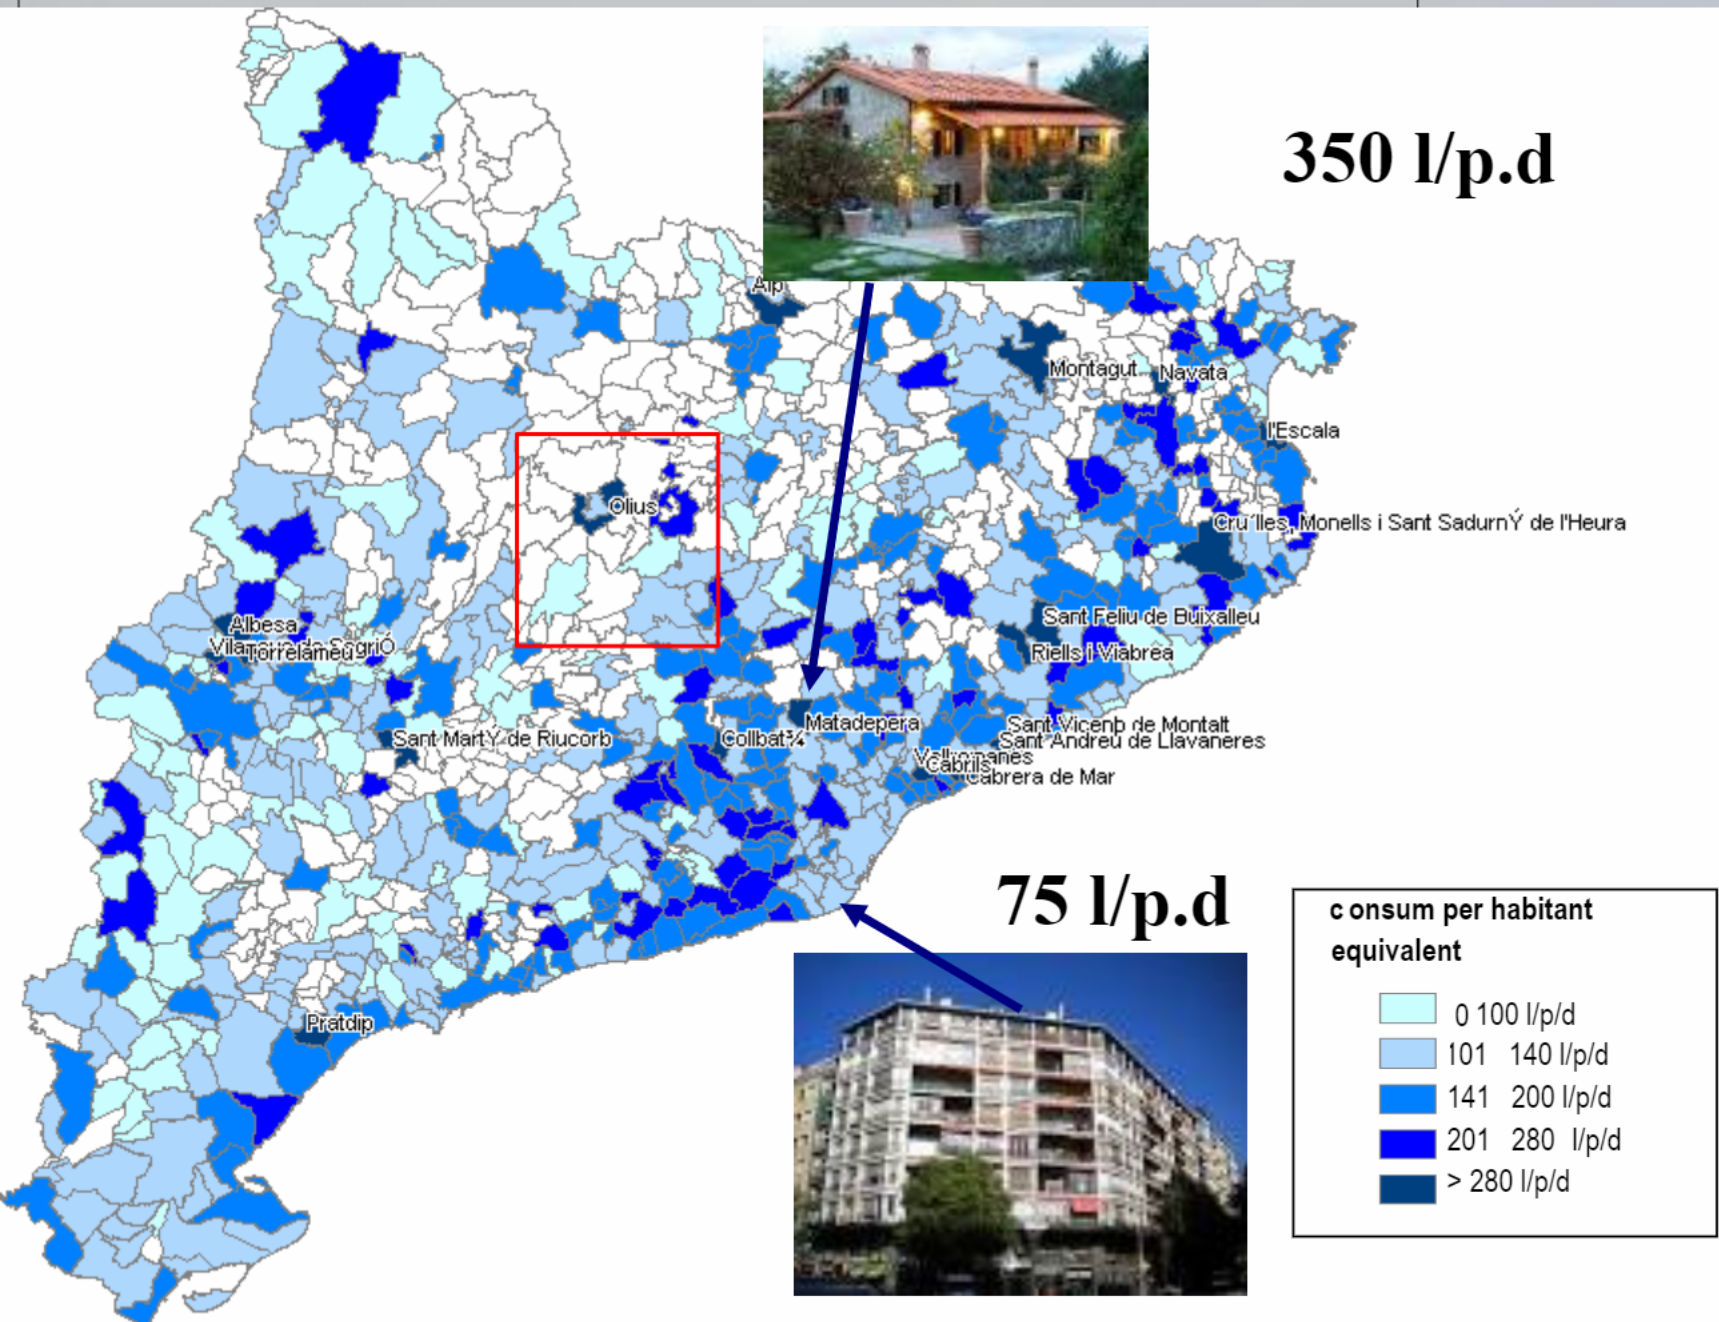 350 l/p.d
Alp
Montagut
Navata
l'Escala
Olius
Cru´lles, Monells i Sant SadurnÝ de l'Heura
Sant Feliu de Buixalleu
Albesa
Torrelameu
Riells i Viabrea
Matadepera
Sant Vicenþ de Montalt
Sant MartÝ de Riucorb
Collbat¾
Sant Andreu de Llavaneres
Cabrils
Cabrera de Mar
75 l/p.d
Pratdip
c onsum per habitant
equivalent
0 100 l/p/d
101 140 l/p/d
141 200 l/p/d
201 280 l/p/d
> 280 l/p/d